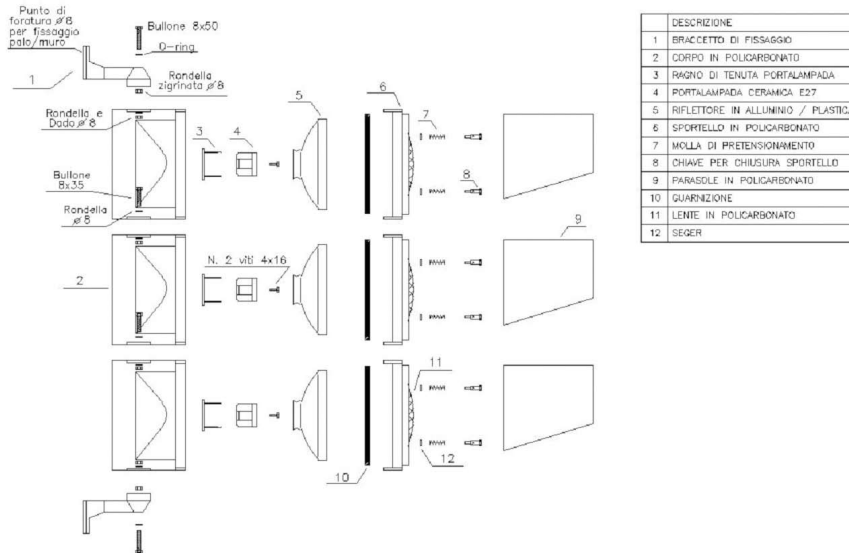 Punto di
foratura ø8
per fissaggio
palo/muro
Bullone 8x50
O-ring
1
Rondella
zigrinata ø8
Rondella e
Dado ø8
3
4
5
6
7
Bullone
8x35
Rondella
ø8
8
9
2
N. 2 viti 4x16
11
10
12
DESCRIZIONE
1 BRACCETTO DI FISSAGGIO
2 CORPO IN POLICARBONATO
3 RAGNO DI TENUTA PORTALAMPADA
4 PORTALAMPADA CERAMICA E27
5 RIFLETTORE IN ALLUMINIO / PLASTICA
6 SPORTELLO IN POLICARBONATO
7 MOLLA DI PRETENSIONAMENTO
8 CHIAVE PER CHIUSURA SPORTELLO
9 PARASOLE IN POLICARBONATO
10 GUARNIZIONE
11 LENTE IN POLICARBONATO
12 SEGER